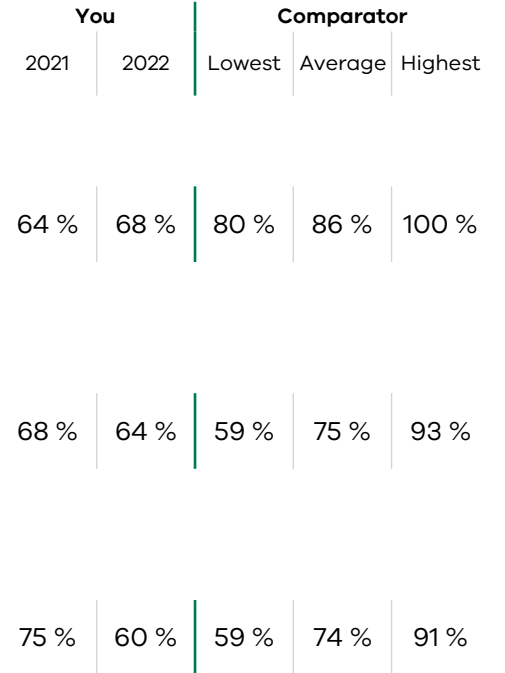 You Comparator
2021 2022 Lowest Average Highest
64 % 68 % 80 % 86 % 100 %
68 % 64 % 59 % 75 % 93 %
75 % 60 % 59 % 74 % 91 %